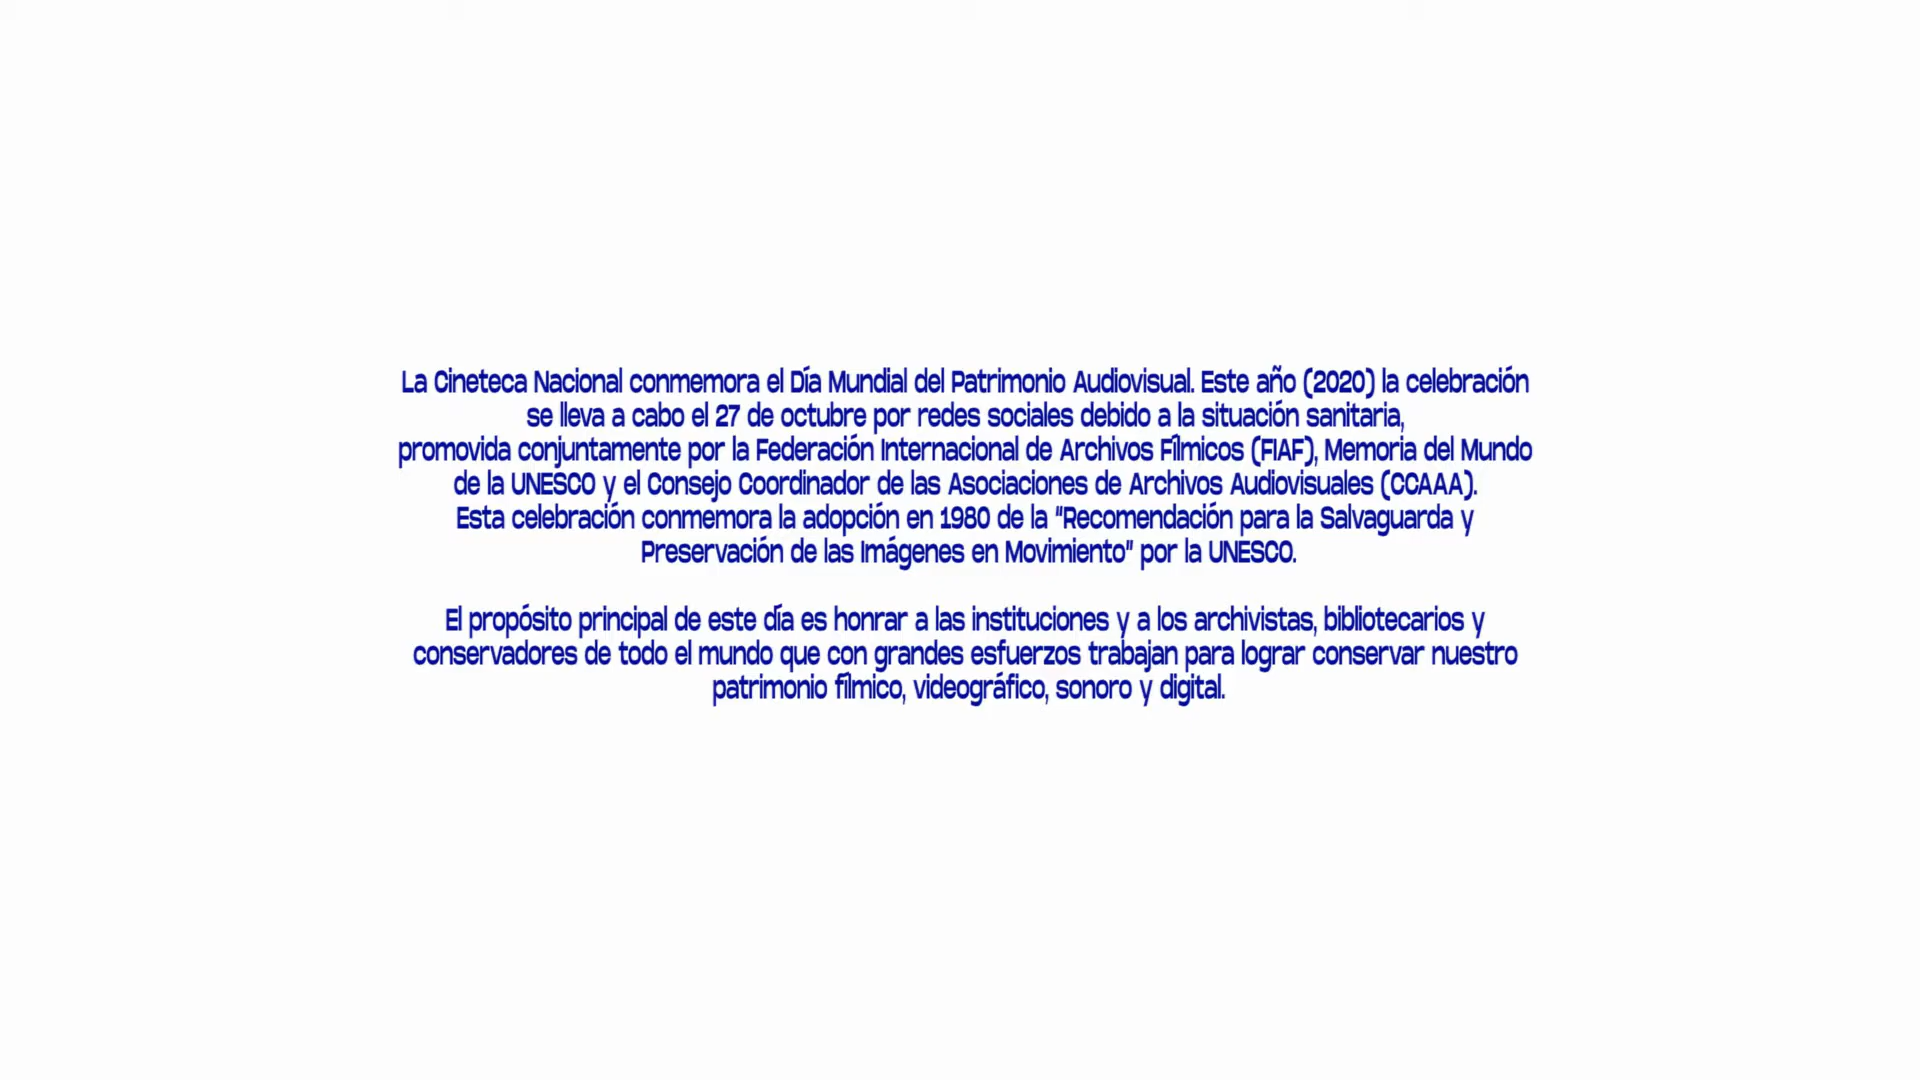 La Cineteca Nacional conmemora el Día Mundial del Patrimonio Audiovisual. Este año (2020) la celebración
se lleva a cabo el 27 de octubre por redes sociales debido a la situación sanitaria,
promovida conjuntamente por la Federación Internacional de Archivos Fílmicos (FIAF), Memoria del Mundo
de la UNESCO y el Consejo Coordinador de las Asociaciones de Archivos Audiovisuales (CCAAA).
Esta celebración conmemora la adopción en 1980 de la "Recomendación para la Salvaguarda y
Preservación de las Imágenes en Movimiento" por la UNESCO.
El propósito principal de este día es honrar a las instituciones y a los archivistas, bibliotecarios y
conservadores de todo el mundo que con grandes esfuerzos trabajan para lograr conservar nuestro
patrimonio fílmico, videográfico, sonoro y digital.